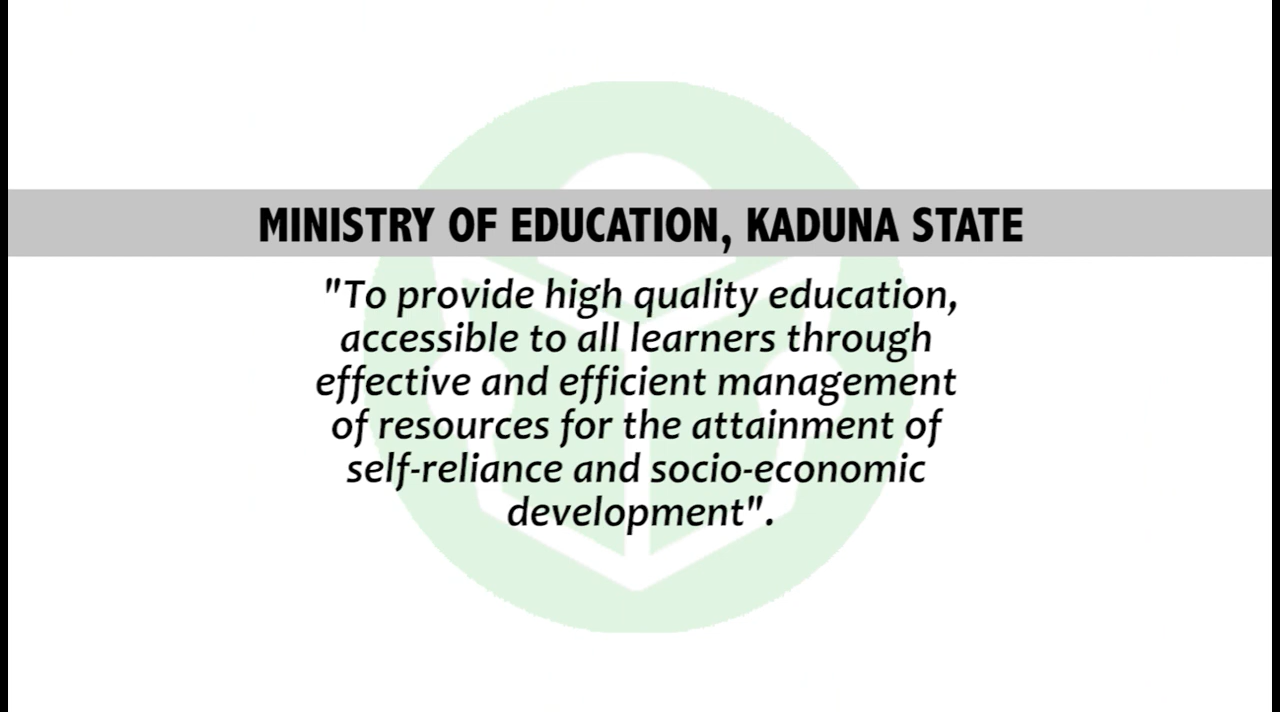 MINISTRY OF EDUCATION, KADUNA STATE
"To provide high quality education,
accessible to all learners through
effective and efficient management
of resources for the attainment of
self-reliance and socio-economic
development".